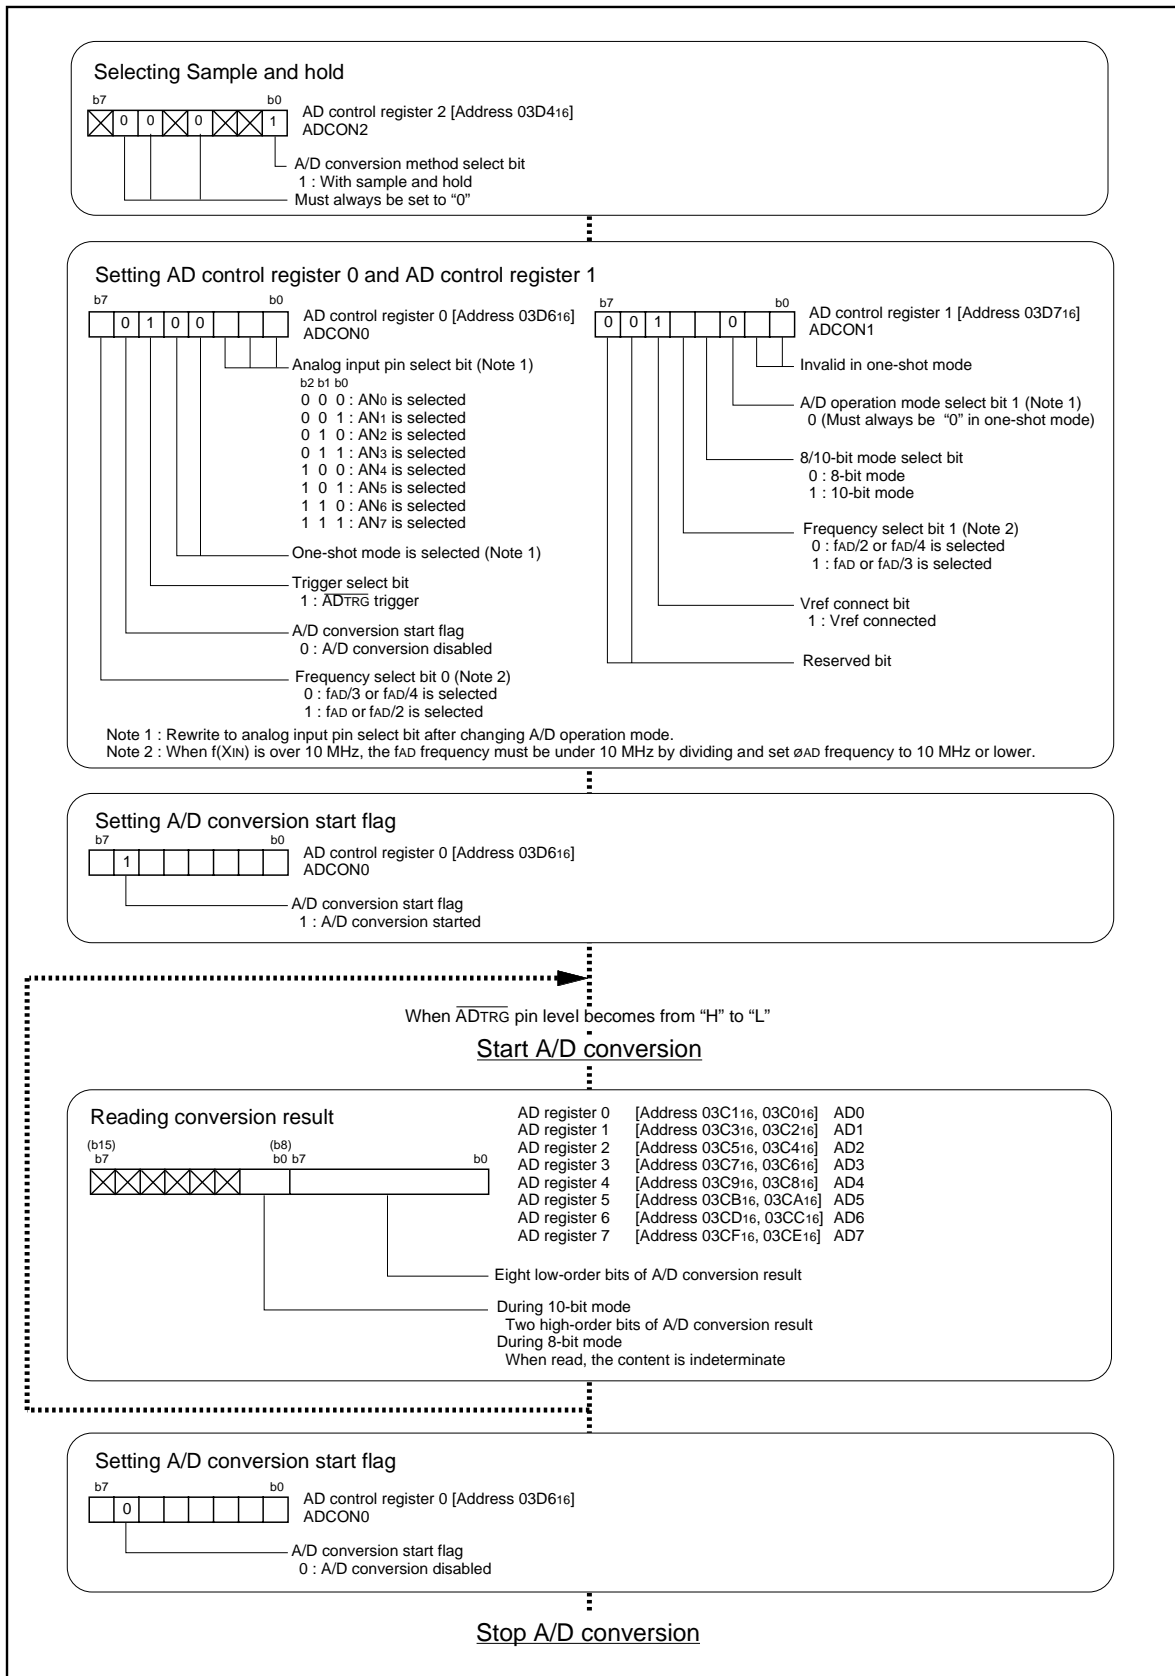 Selecting Sample and hold
b7 b0
0 0 0 1
AD control register 2 [Address 03D416]
ADCON2
A/D conversion method select bit
1 : With sample and hold
Must always be set to “0”
Setting AD control register 0 and AD control register 1
b7 b0
0 1 0 0
AD control register 0 [Address 03D616]
ADCON0
Analog input pin select bit (Note 1)
b2 b1 b0
0 0 0 : AN0 is selected
0 0 1 : AN1 is selected
0 1 0 : AN2 is selected
0 1 1 : AN3 is selected
1 0 0 : AN4 is selected
1 0 1 : AN5 is selected
1 1 0 : AN6 is selected
1 1 1 : AN7 is selected
One-shot mode is selected (Note 1)
Trigger select bit
1 : ADTRG trigger
A/D conversion start flag
0 : A/D conversion disabled
Frequency select bit 0 (Note 2)
0 : fAD/3 or fAD/4 is selected
1 : fAD or fAD/2 is selected
b7 b0
0 0 1 0
AD control register 1 [Address 03D716]
ADCON1
Invalid in one-shot mode
A/D operation mode select bit 1 (Note 1)
0 (Must always be “0” in one-shot mode)
8/10-bit mode select bit
0 : 8-bit mode
1 : 10-bit mode
Frequency select bit 1 (Note 2)
0 : fAD/2 or fAD/4 is selected
1 : fAD or fAD/3 is selected
Vref connect bit
1 : Vref connected
Reserved bit
Note 1 : Rewrite to analog input pin select bit after changing A/D operation mode.
Note 2 : When f(XIN) is over 10 MHz, the fAD frequency must be under 10 MHz by dividing and set øAD frequency to 10 MHz or lower.
Setting A/D conversion start flag
b7 b0
1
AD control register 0 [Address 03D616]
ADCON0
A/D conversion start flag
1 : A/D conversion started
When ADTRG pin level becomes from “H” to “L”
Start A/D conversion
Reading conversion result
(b15) (b8)
b7 b0 b7 b0
AD register 0 [Address 03C116, 03C016] AD0
AD register 1 [Address 03C316, 03C216] AD1
AD register 2 [Address 03C516, 03C416] AD2
AD register 3 [Address 03C716, 03C616] AD3
AD register 4 [Address 03C916, 03C816] AD4
AD register 5 [Address 03CB16, 03CA16] AD5
AD register 6 [Address 03CD16, 03CC16] AD6
AD register 7 [Address 03CF16, 03CE16] AD7
Eight low-order bits of A/D conversion result
During 10-bit mode
Two high-order bits of A/D conversion result
During 8-bit mode
When read, the content is indeterminate
Setting A/D conversion start flag
b7 b0
0
AD control register 0 [Address 03D616]
ADCON0
A/D conversion start flag
0 : A/D conversion disabled
Stop A/D conversion